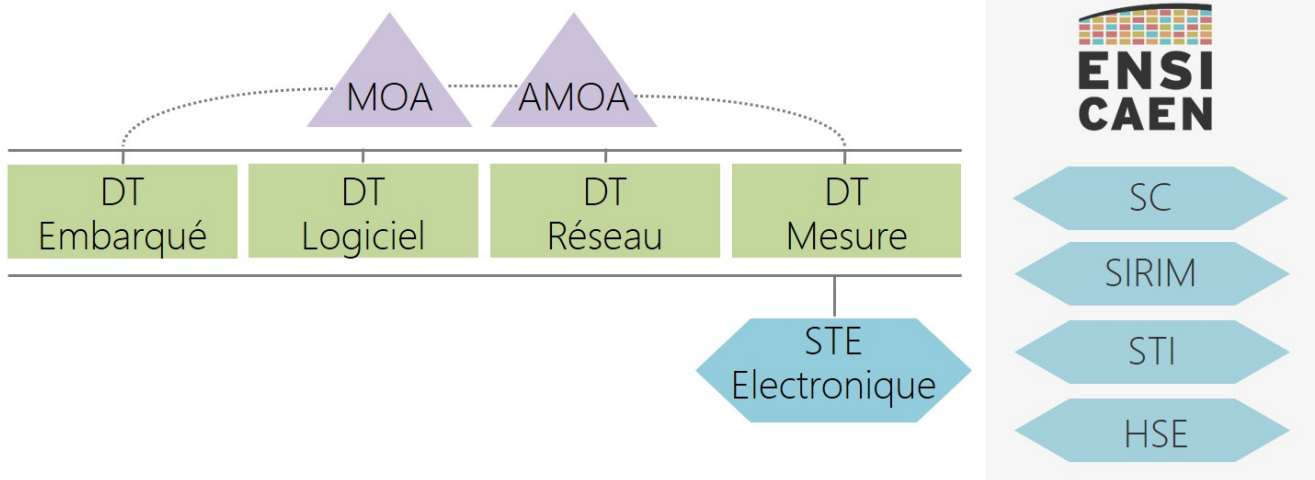 MOA
AMOA
DT
Embarqué
DT
Logiciel
DT
Réseau
DT
Mesure
STE
Electronique
ENSI
CAEN
SC
SIRIM
STI
HSE